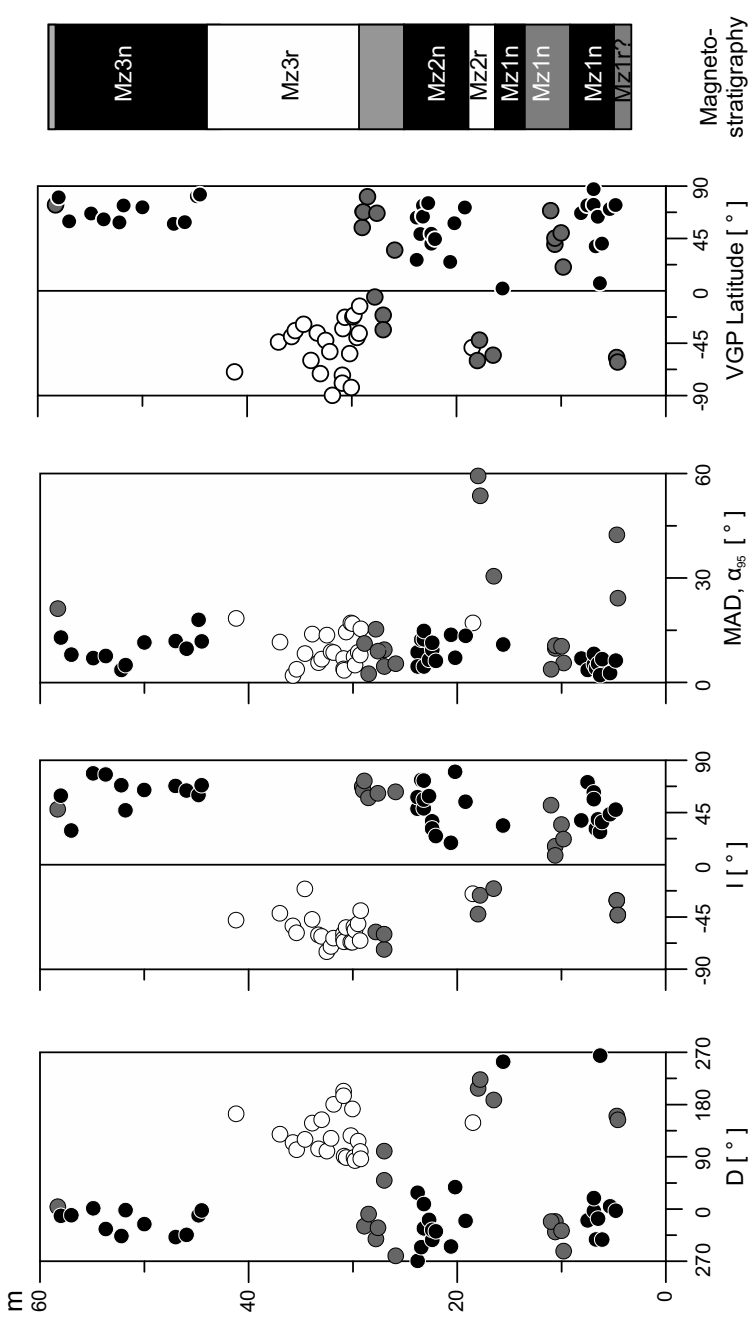 m
60
40
20
0
270 0 90 180 270
D [ ° ]
-90 -45 0 45 90
I [ ° ]
0 30 60
MAD, α95 [ ° ]
-90 -45 0 45 90
VGP Latitude [ ° ]
Mz3n
Mz3r
Mz2n
Mz2r
Mz1n
Mz1n
Mz1n
Mz1r?
Magneto-
stratigraphy